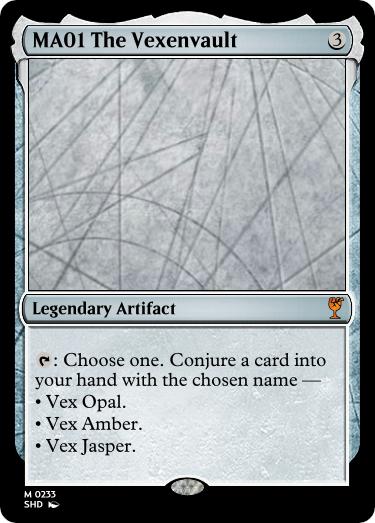 MA01 The Vexenvault 3
Legendary Artifact
: Choose one. Conjure a card into
your hand with the chosen name —
• Vex Opal.
• Vex Amber.
• Vex Jasper.
M 0233
SHD